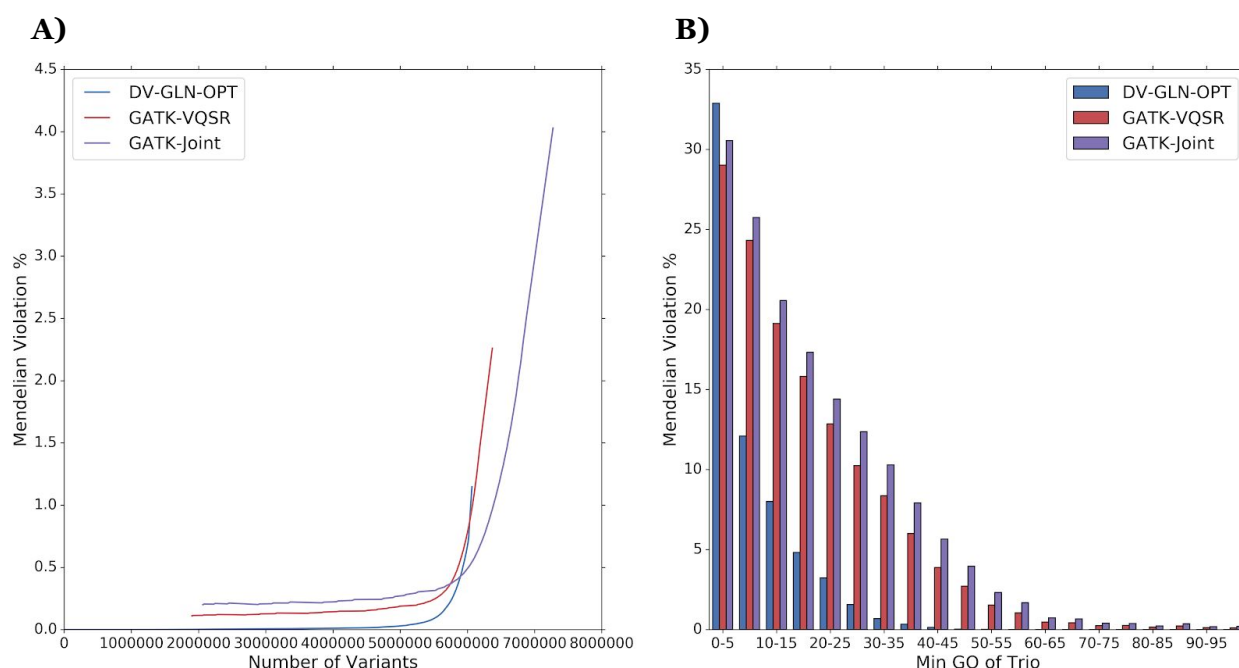 A)
4.5
4.0
3.5
3.0
2.5
2.0
1.5
1.0
0.5
0.0
Mendelian Violation %
DV-GLN-OPT
GATK-VQSR
GATK-Joint
0 1000000 2000000 3000000 4000000 5000000 6000000 7000000 8000000
Number of Variants
B)
35
30
25
20
15
10
5
0
Mendelian Violation %
DV-GLN-OPT
GATK-VQSR
GATK-Joint
0-5 10-15 20-25 30-35 40-45 50-55 60-65 70-75 80-85 90-95
Min GQ of Trio